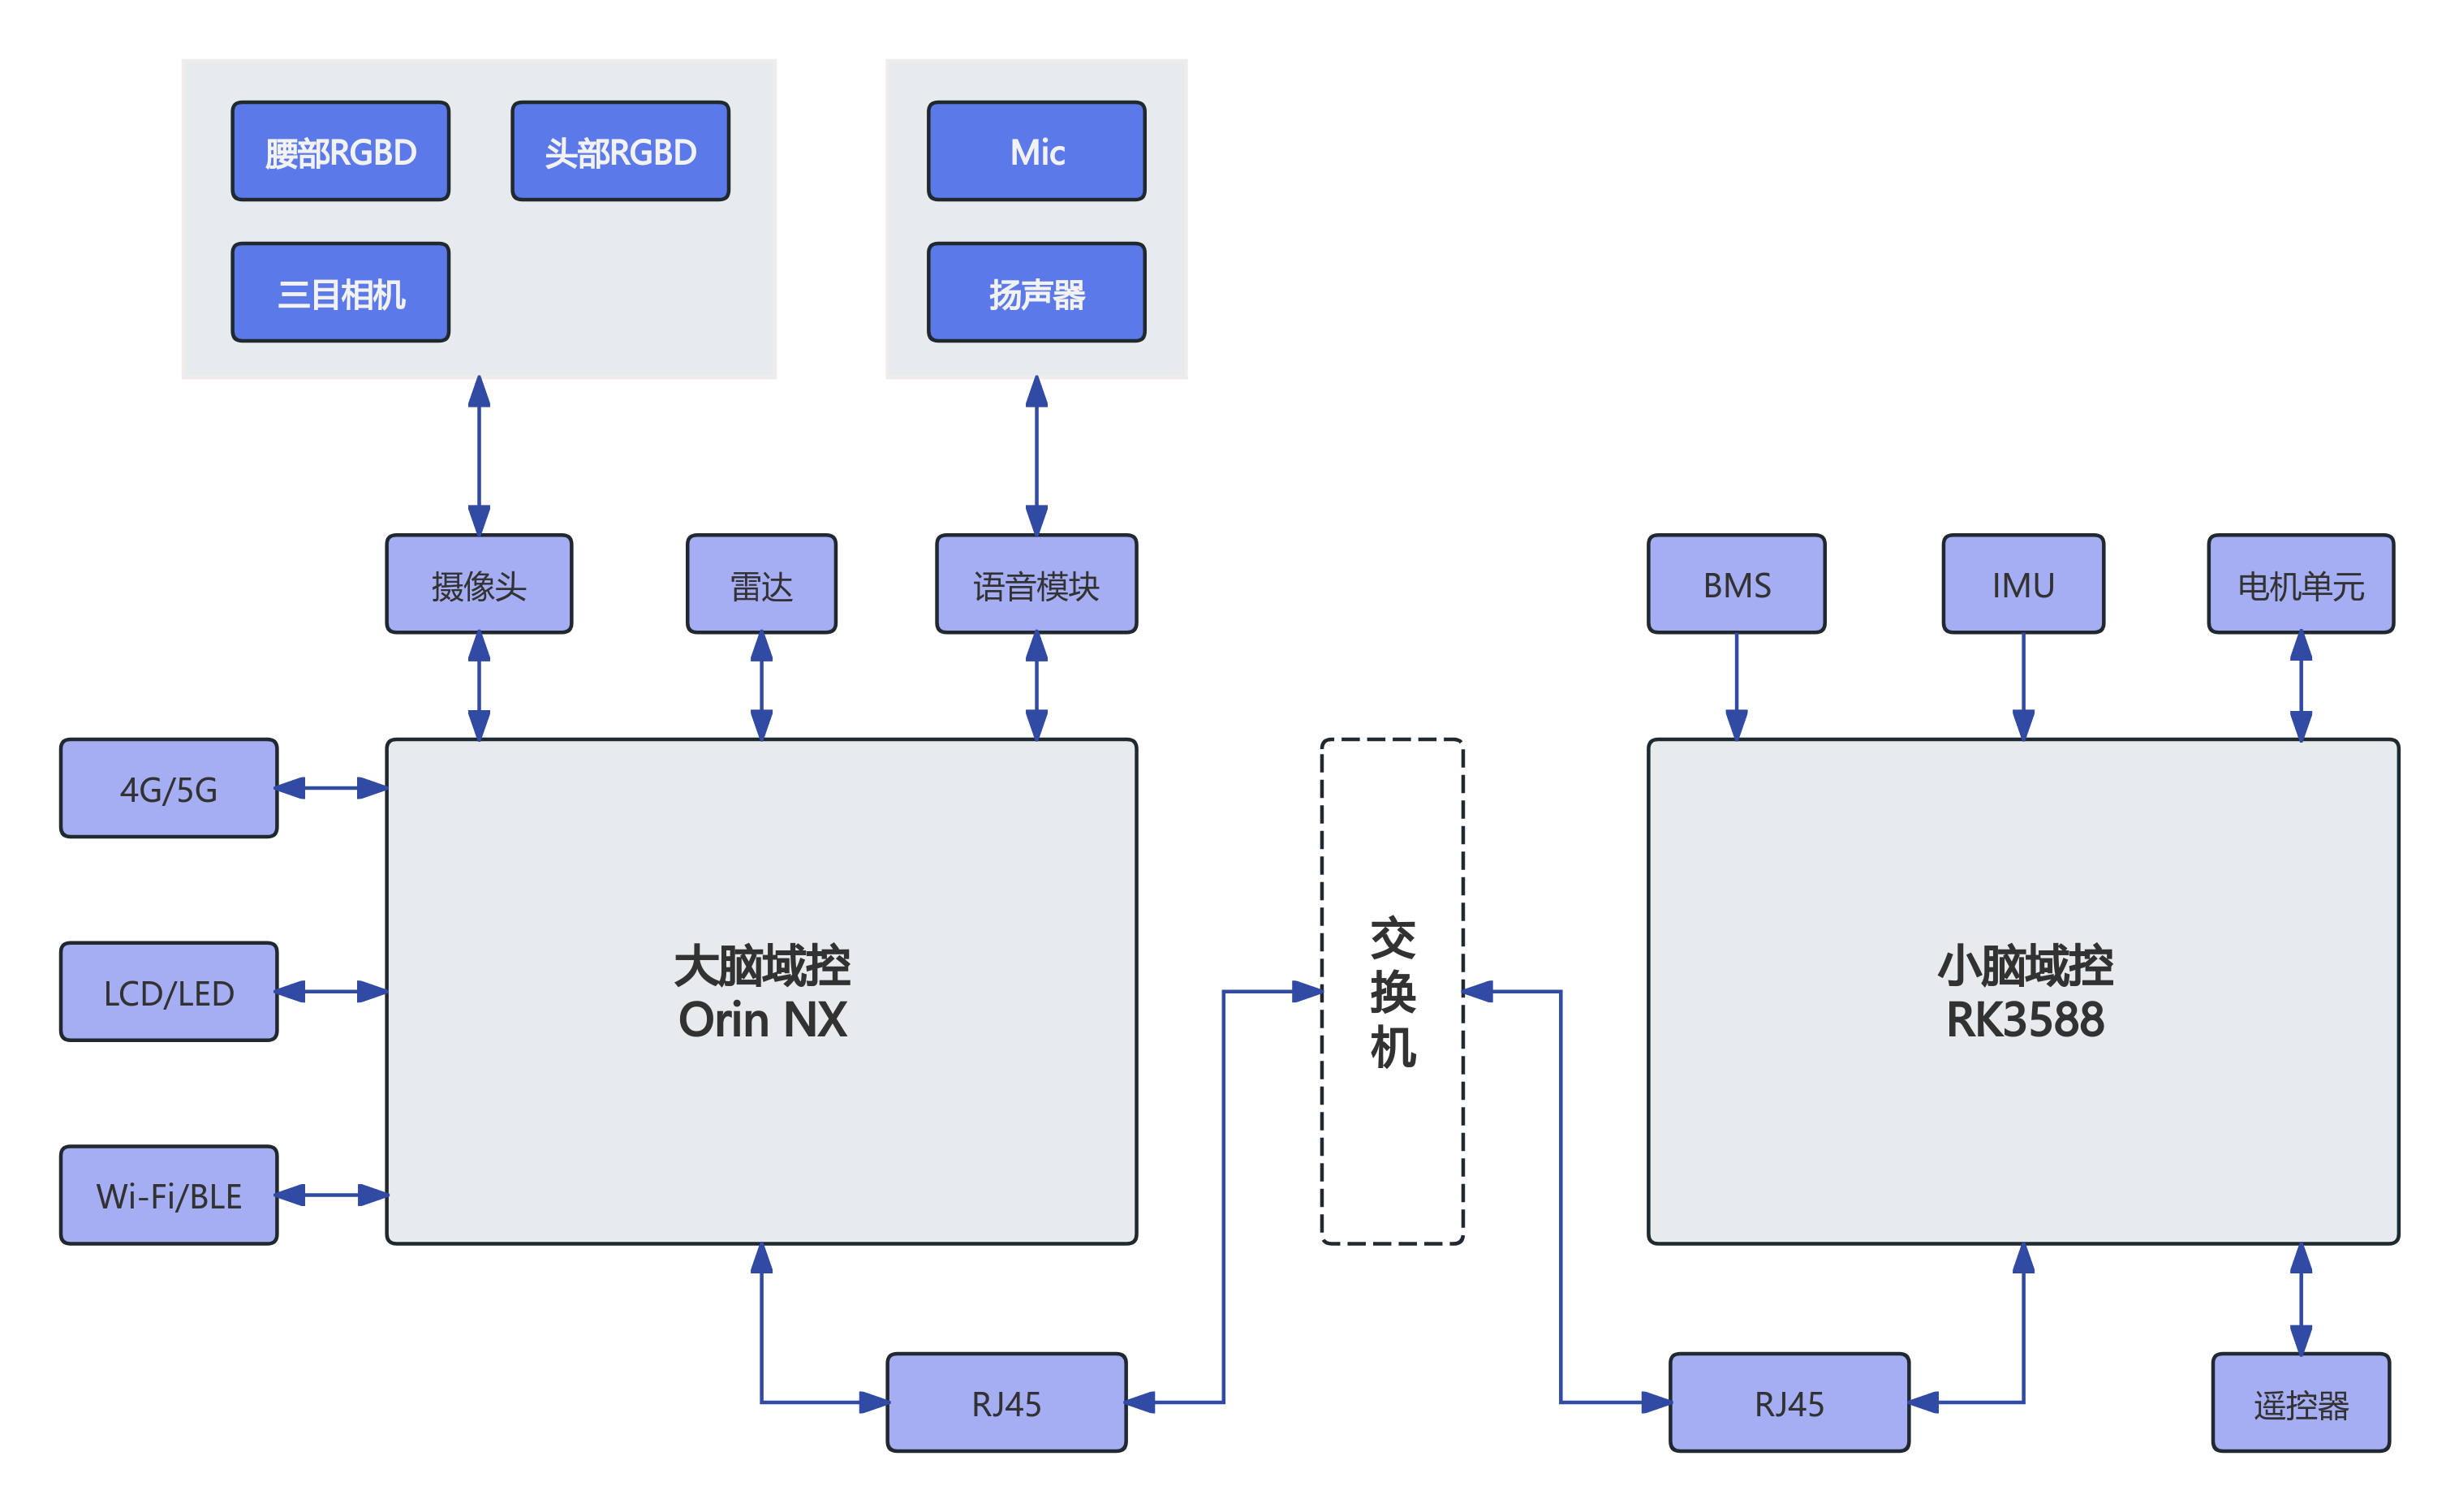 腰部RGBD
头部RGBD
三目相机
Mic
扬声器
摄像头
雷达
语音模块
BMS
IMU
电机单元
4G/5G
LCD/LED
Wi-Fi/BLE
大脑域控
Orin NX
交
换
机
小脑域控
RK3588
RJ45
RJ45
遥控器